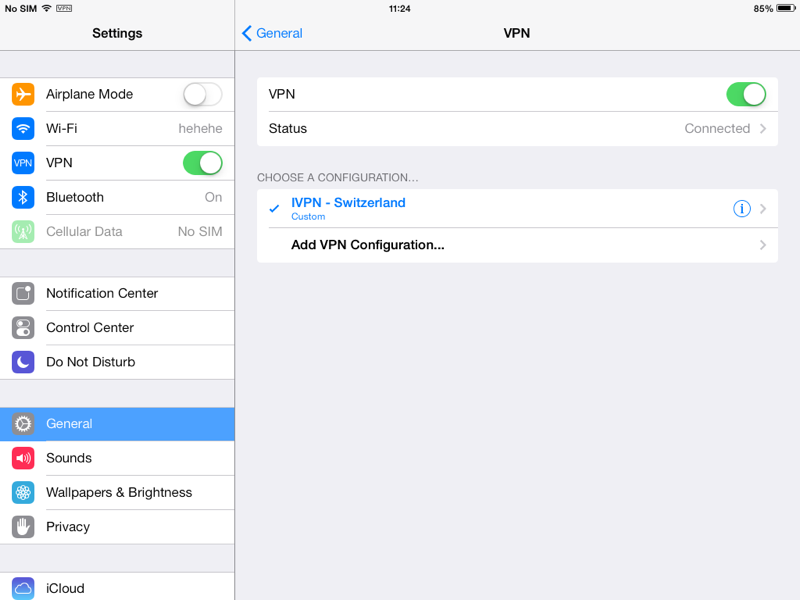 No SIM VPN 11:24 85%
Settings
General VPN
Airplane Mode
Wi-Fi hehehe
VPN VPN
Bluetooth On
Cellular Data No SIM
Notification Center
Control Center
Do Not Disturb
General
Sounds
Wallpapers & Brightness
Privacy
iCloud
VPN
Status Connected
CHOOSE A CONFIGURATION...
IVPN - Switzerland
Custom
Add VPN Configuration...